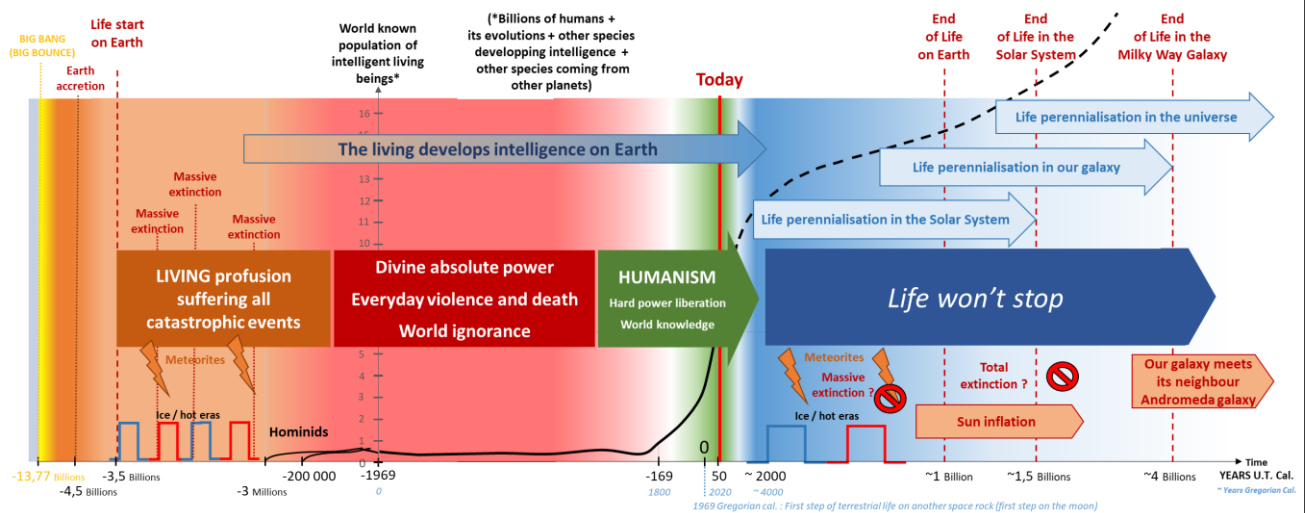 BIG BANG
(BIG BOUNCE)
Life start
on Earth
Earth
accretion
World known
population of
intelligent living
beings*
(*Billions of humans +
its evolutions + other species
developping intelligence +
other species coming from
other planets)
Today
End
of Life
on Earth
End
of Life in the
Solar System
End
of Life in the
Milky Way Galaxy
16
Life perennialisation in the universe
The living develops intelligence on Earth
Life perennialisation in our galaxy
Massive
extinction
13
12
Massive
extinction
Massive
extinction
11
10
Life perennialisation in the Solar System
LIVING profusion
suffering all
catastrophic events
Divine absolute power
Everyday violence and death
World ignorance
HUMANISM
Hard power liberation
World knowledge
Life won't stop
Meteorites
5
4
3
2
1
0
Meteorites
Massive
extinction ?
Total
extinction ?
Our galaxy meets
its neighbour
Andromeda galaxy
Ice / hot eras
Hominids
Ice / hot eras
Sun inflation
0
-13,77 Billions
-4,5 Billions
-3,5 Billions
-3 Millions
-200 000
-1969
0
-169
1800
50
2020
~ 2000
~4000
~1 Billion
~1,5 Billions
~4 Billions
Time
YEARS U.T. Cal.
~ Years Gregorian Cal.
1969 Gregorian cal. : First step of terrestrial life on another space rock (first step on the moon)